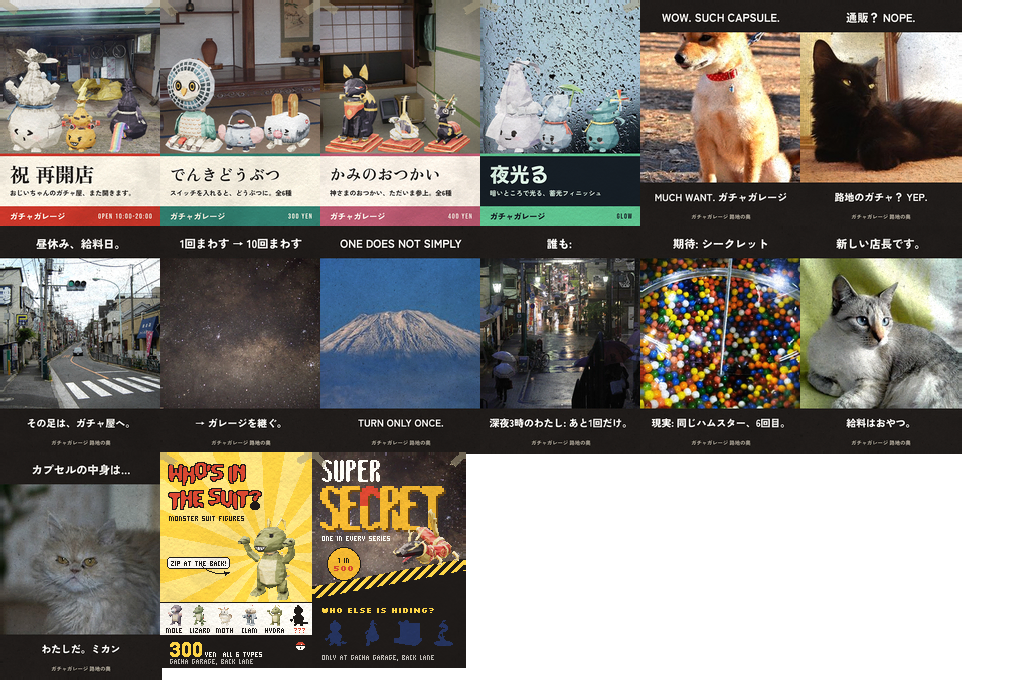 祝 再開店
おじいちゃんのガチャ屋、また開きます。
ガチャガレージ
OPEN 10:00-20:00
でんきどうぶつ
スイッチを入れると、どうぶつに。全6種
ガチャガレージ
300 YEN
かみのおつかい
神さまのおつかい、ただいま参上。全6種
ガチャガレージ
400 YEN
夜光る
暗いところで光る、蓄光フィニッシュ
ガチャガレージ
GLOW
WOW. SUCH CAPSULE.
MUCH WANT. ガチャガレージ
ガチャガレージ 路地の奥
通販？ NOPE.
路地のガチャ？ YEP.
ガチャガレージ 路地の奥
昼休み、給料日。
その足は、ガチャ屋へ。
ガチャガレージ 路地の奥
1回まわす → 10回まわす
→ ガレージを継ぐ。
ガチャガレージ 路地の奥
ONE DOES NOT SIMPLY
TURN ONLY ONCE.
ガチャガレージ 路地の奥
誰も:
深夜3時のわたし: あと1回だけ。
ガチャガレージ 路地の奥
期待: シークレット
現実: 同じハムスター、6回目。
ガチャガレージ 路地の奥
新しい店長です。
給料はおやつ。
ガチャガレージ 路地の奥
カプセルの中身は…
わたしだ。ミカン
ガチャガレージ 路地の奥
WHO'S IN
THE SUIT?
MONSTER SUIT FIGURES
ZIP AT THE BACK!
MOLE LIZARD MOTH CLAM HYDRA ???
300 YEN ALL 6 TYPES
GACHA GARAGE, BACK LANE
SUPER
SECRET
ONE IN EVERY SERIES
1 IN
500
WHO ELSE IS HIDING?
ONLY AT GACHA GARAGE, BACK LANE